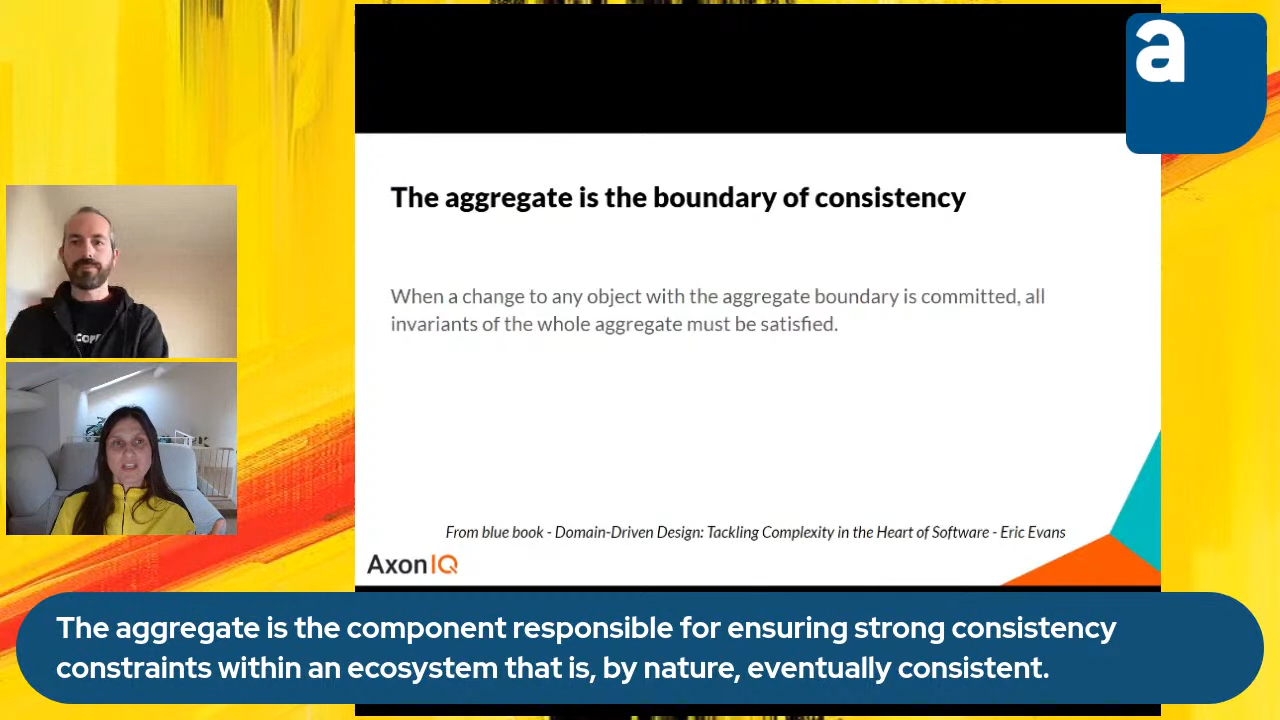 a
The aggregate is the boundary of consistency
When a change to any object with the aggregate boundary is committed, all
invariants of the whole aggregate must be satisfied.
From blue book - Domain-Driven Design: Tackling Complexity in the Heart of Software - Eric Evans
AxonIQ
The aggregate is the component responsible for ensuring strong consistency
constraints within an ecosystem that is, by nature, eventually consistent.